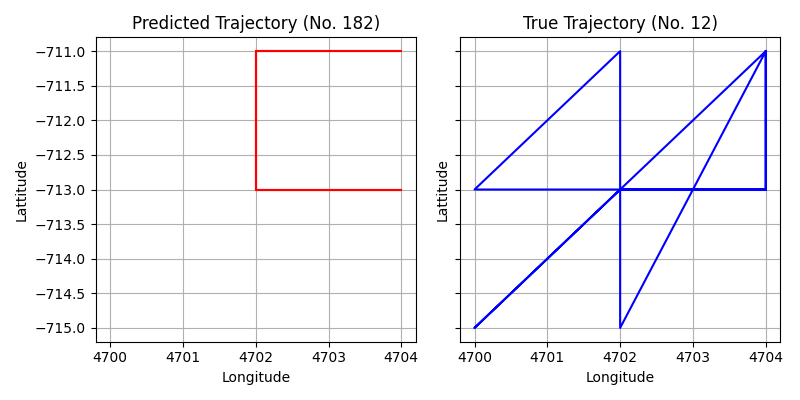 Predicted Trajectory (No. 182)
True Trajectory (No. 12)
−711.0
−711.5
−712.0
−712.5
−713.0
−713.5
−714.0
−714.5
−715.0
Lattitude
Lattitude
4700 4701 4702 4703 4704
4700 4701 4702 4703 4704
Longitude
Longitude